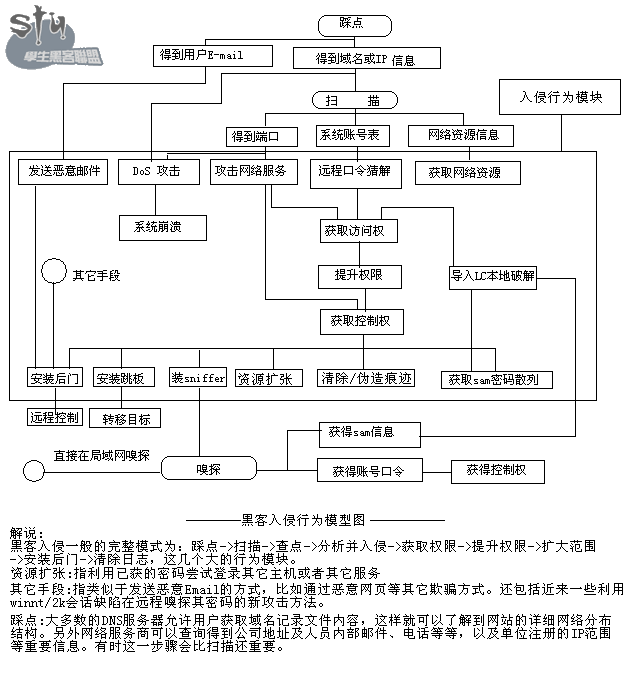 Stu
學生黑客聯盟
踩点
得到用户E-mail
得到域名或IP 信息
扫 描
入侵行为模块
得到端口
系统账号表
网络资源信息
发送恶意邮件
DoS 攻击
攻击网络服务
远程口令猜解
获取网络资源
系统崩溃
获取访问权
其它手段
提升权限
导入LC本地破解
获取控制权
安装后门
安装跳板
装sniffer
资源扩张
清除/伪造痕迹
获取sam密码散列
远程控制
转移目标
获得sam信息
直接在局域网嗅探
嗅探
获得账号口令
获得控制权
黑客入侵行为模型图
解说:
黑客入侵一般的完整模式为: 踩点->扫描->查点->分析并入侵->获取权限->提升权限->扩大范围
->安装后门->清除日志, 这几个大的行为模块。
资源扩张:指利用已获的密码尝试登录其它主机或者其它服务
其它手段:指类似于发送恶意Email的方式, 比如通过恶意网页等其它欺骗方式。还包括近来一些利用
winnt/2k会话缺陷在远程嗅探其密码的新攻击方法。
踩点:大多数的DNS服务器允许用户获取域名记录文件内容, 这样就可以了解到网站的详细网络分布
结构。另外网络服务商可以查询得到公司地址及人员内部邮件、电话等等, 以及单位注册的IP范围
等重要信息。有时这一步骤会比扫描还重要。